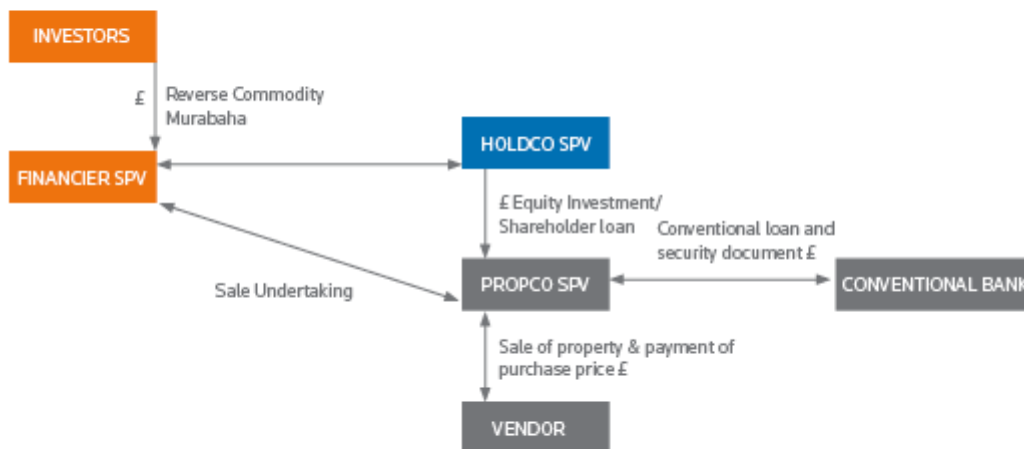 INVESTORS
£
Reverse Commodity
Murabaha
HOLDCO SPV
FINANCIER SPV
£ Equity Investment/
Shareholder loan
Conventional loan and
security document £
Sale Undertaking
PROPCO SPV
CONVENTIONAL BANK
Sale of property & payment of
purchase price £
VENDOR